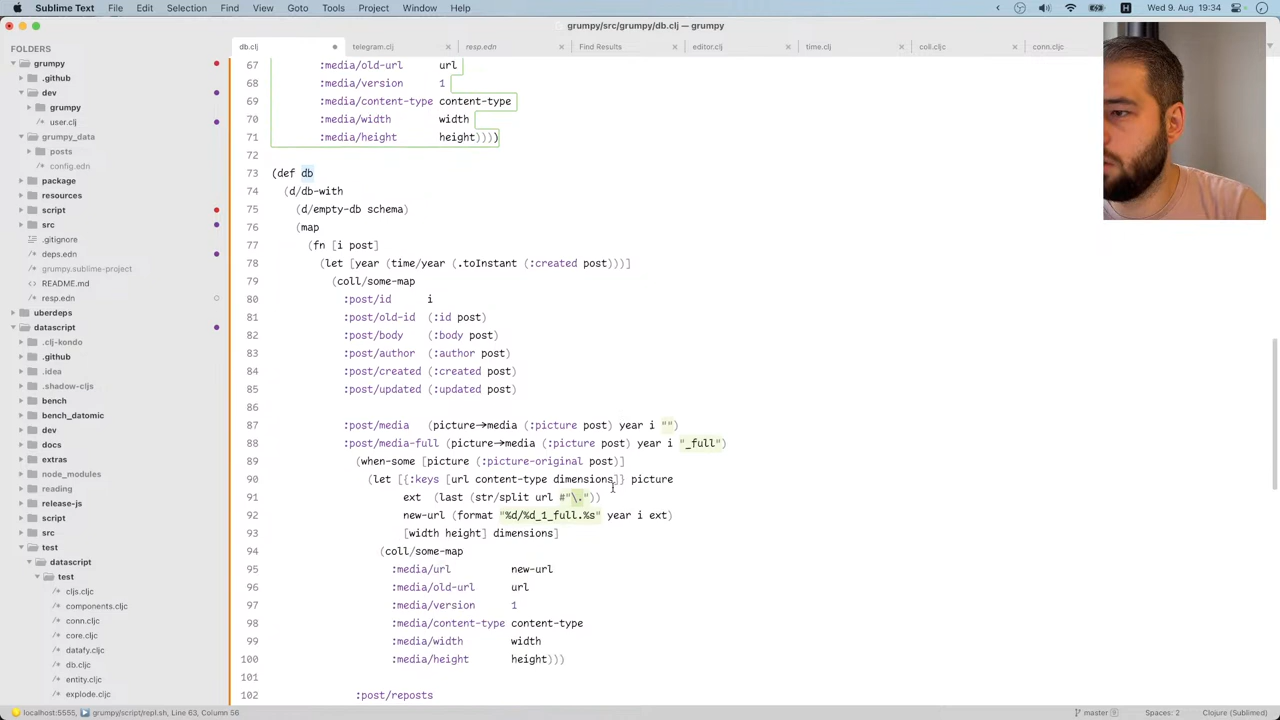 Sublime Text File Edit Selection Find View Goto Tools Project Window Help
Wed 9. Aug 19:34
grumpy/src/grumpy/db.clj — grumpy
FOLDERS
grumpy
.github
dev
grumpy
user.clj
grumpy_data
posts
config.edn
package
resources
script
src
.gitignore
deps.edn
grumpy.sublime-project
README.md
resp.edn
uberdeps
datascript
.clj-kondo
.github
.idea
.shadow-cljs
bench
bench_datomic
dev
docs
extras
node_modules
reading
release-js
script
src
test
datascript
test
cljs.cljc
components.cljc
conn.cljc
core.cljc
datafy.cljc
db.cljc
entity.cljc
explode.cljc
db.clj telegram.clj resp.edn Find Results editor.clj time.clj coll.cljc conn.cljc
67 :media/old-url url
68 :media/version 1
69 :media/content-type content-type
70 :media/width width
71 :media/height height))))
72
73 (def db
74 (d/db-with
75 (d/empty-db schema)
76 (map
77 (fn [i post]
78 (let [year (time/year (.toInstant (:created post)))]
79 (coll/some-map
80 :post/id i
81 :post/old-id (:id post)
82 :post/body (:body post)
83 :post/author (:author post)
84 :post/created (:created post)
85 :post/updated (:updated post)
86
87 :post/media (picture->media (:picture post) year i "")
88 :post/media-full (picture->media (:picture post) year i "_full")
89 (when-some [picture (:picture-original post)]
90 (let [{:keys [url content-type dimensions]} picture
91 ext (last (str/split url #"\."))
92 new-url (format "%d/%d_1_full.%s" year i ext)
93 [width height] dimensions]
94 (coll/some-map
95 :media/url new-url
96 :media/old-url url
97 :media/version 1
98 :media/content-type content-type
99 :media/width width
100 :media/height height)))
101
102 :post/reposts
localhost:5555, grumpy/script/repl.sh, Line 63, Column 56
master
Spaces: 2
Clojure (Sublimed)